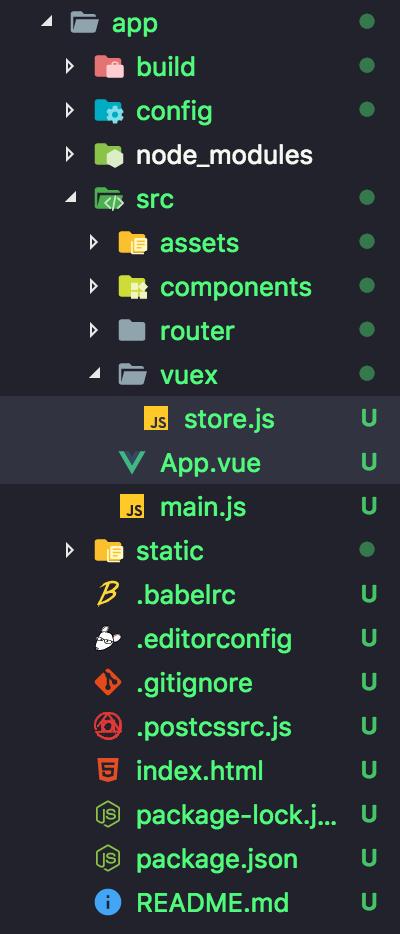 app
build
config
node_modules
src
assets
components
router
vuex
JS store.js U
App.vue U
JS main.js U
static
B .babelrc U
.editorconfig U
.gitignore U
.postcssrc.js U
5 index.html U
JS package-lock.j... U
JS package.json U
i README.md U